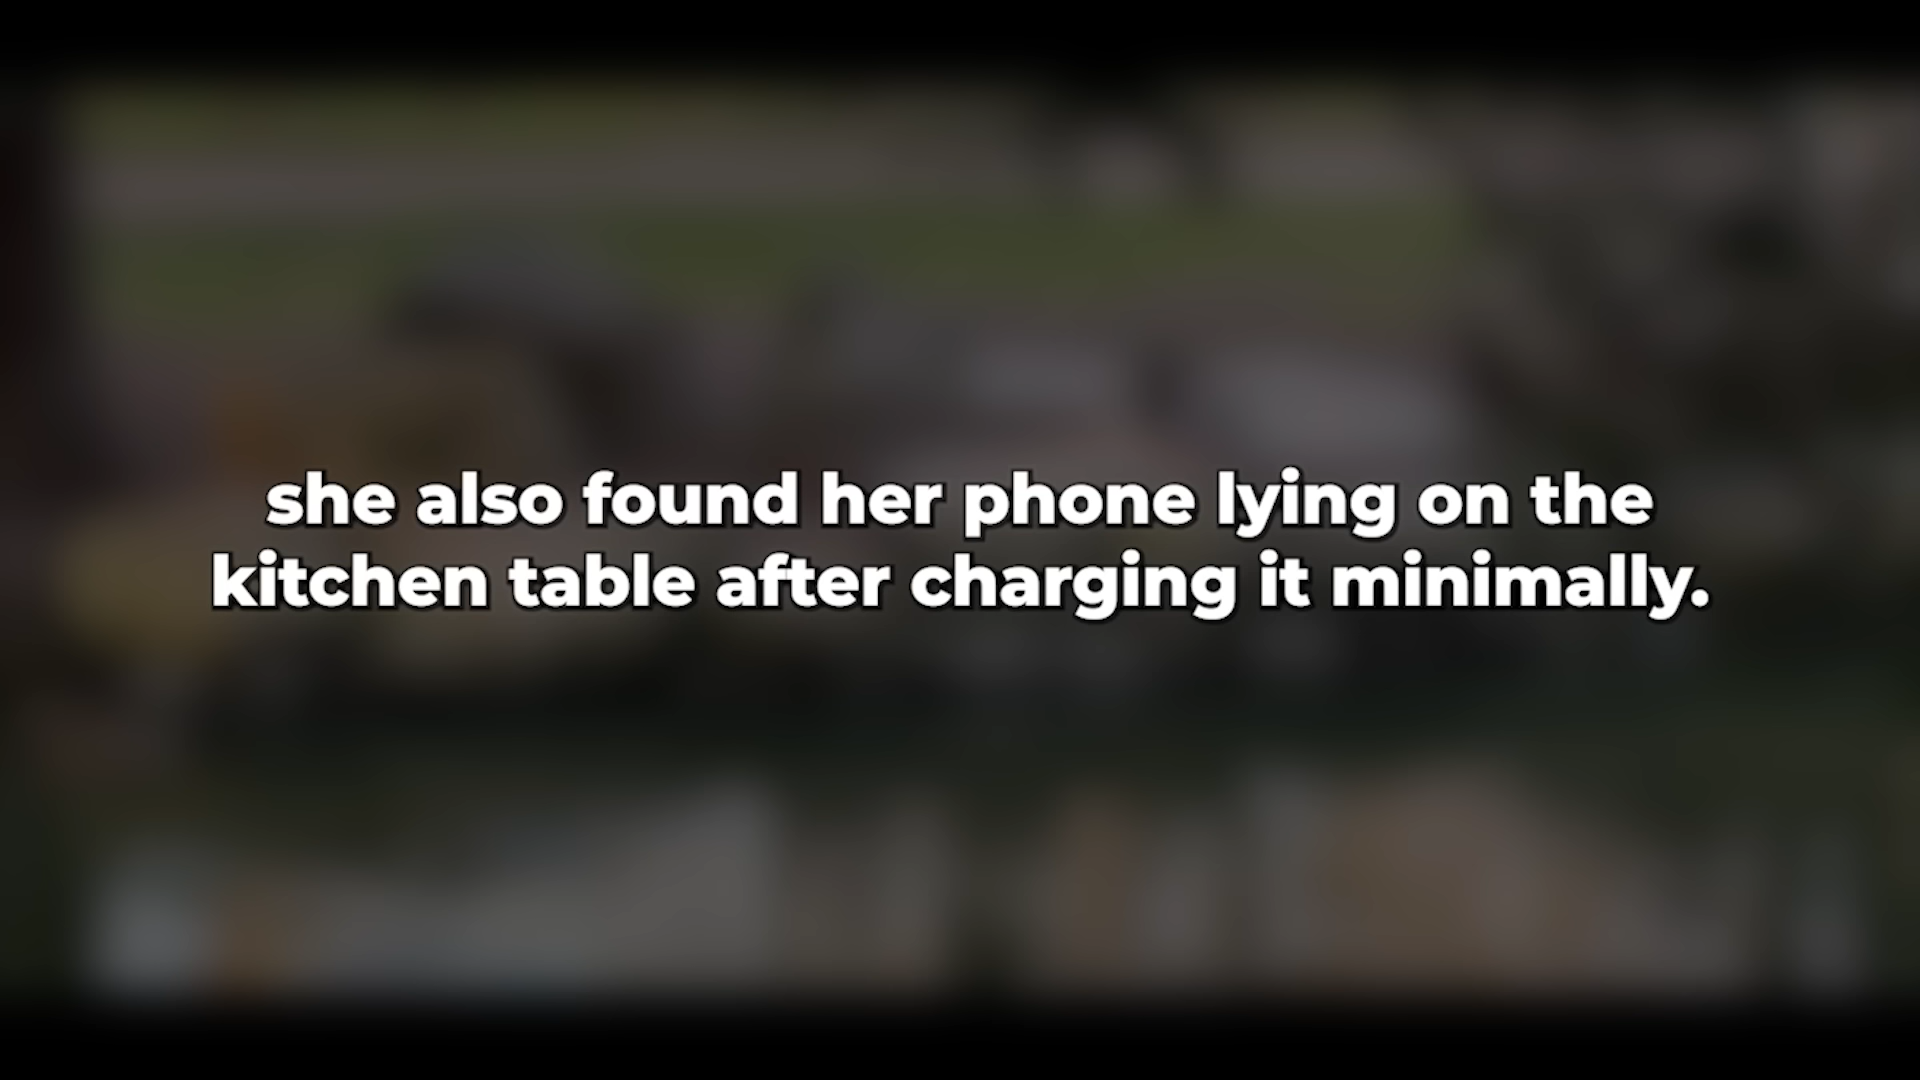 she also found her phone lying on the
kitchen table after charging it minimally.